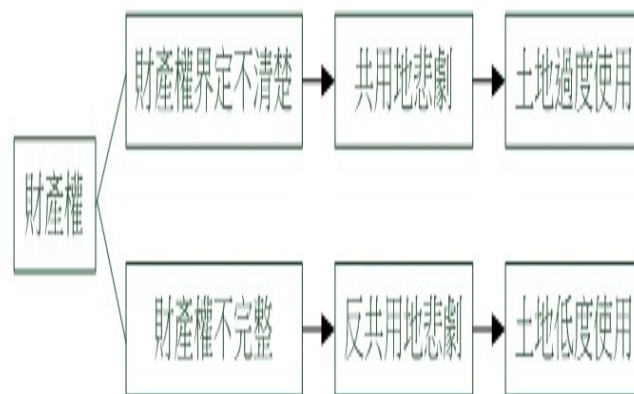 財產權
財產權界定不清楚
共用地悲劇
土地過度使用
財產權不完整
反共用地悲劇
土地低度使用